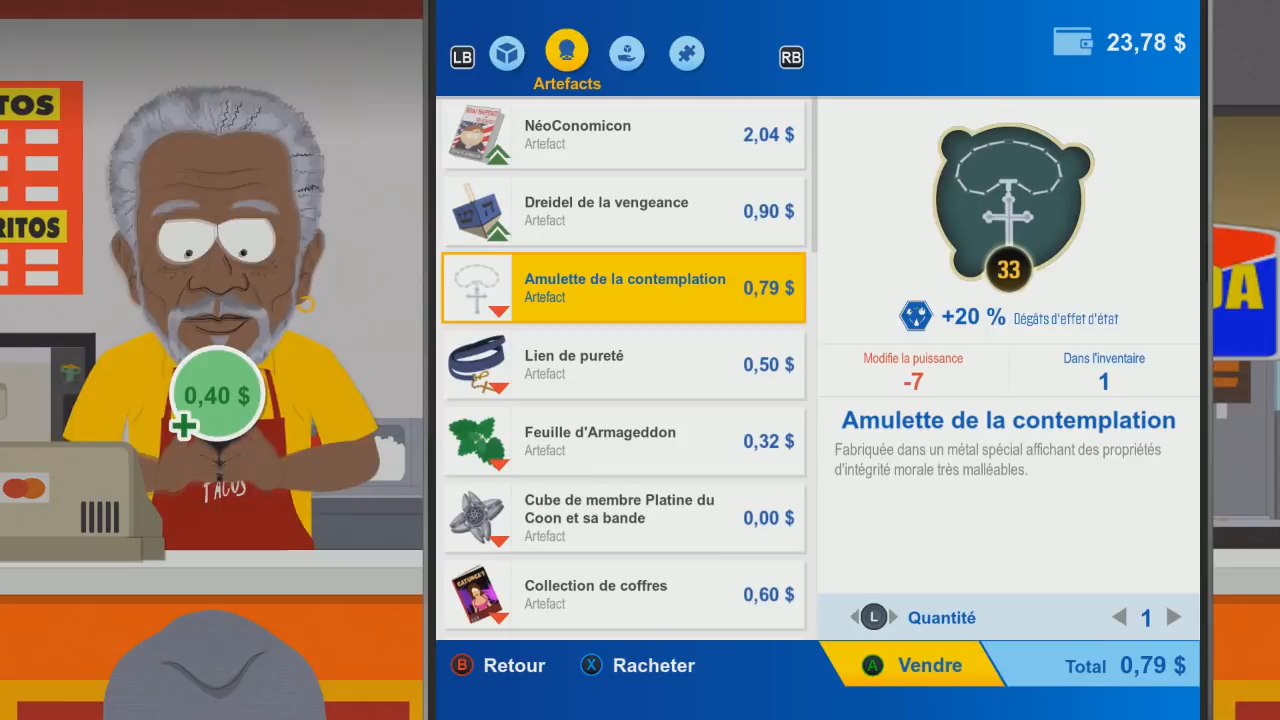 TOS
RITOS
0,40 $
TACOS
LB
RB
Artefacts
23,78 $
NéoConomicon
Artefact
2,04 $
Dreidel de la vengeance
Artefact
0,90 $
Amulette de la contemplation
Artefact
0,79 $
Lien de pureté
Artefact
0,50 $
Feuille d'Armageddon
Artefact
0,32 $
Cube de membre Platine du
Coon et sa bande
Artefact
0,00 $
Collection de coffres
Artefact
0,60 $
33
+20 % Dégâts d'effet d'état
Modifie la puissance
-7
Dans l'inventaire
1
Amulette de la contemplation
Fabriquée dans un métal spécial affichant des propriétés
d'intégrité morale très malléables.
L Quantité
1
B Retour
X Racheter
A Vendre
Total 0,79 $
DA